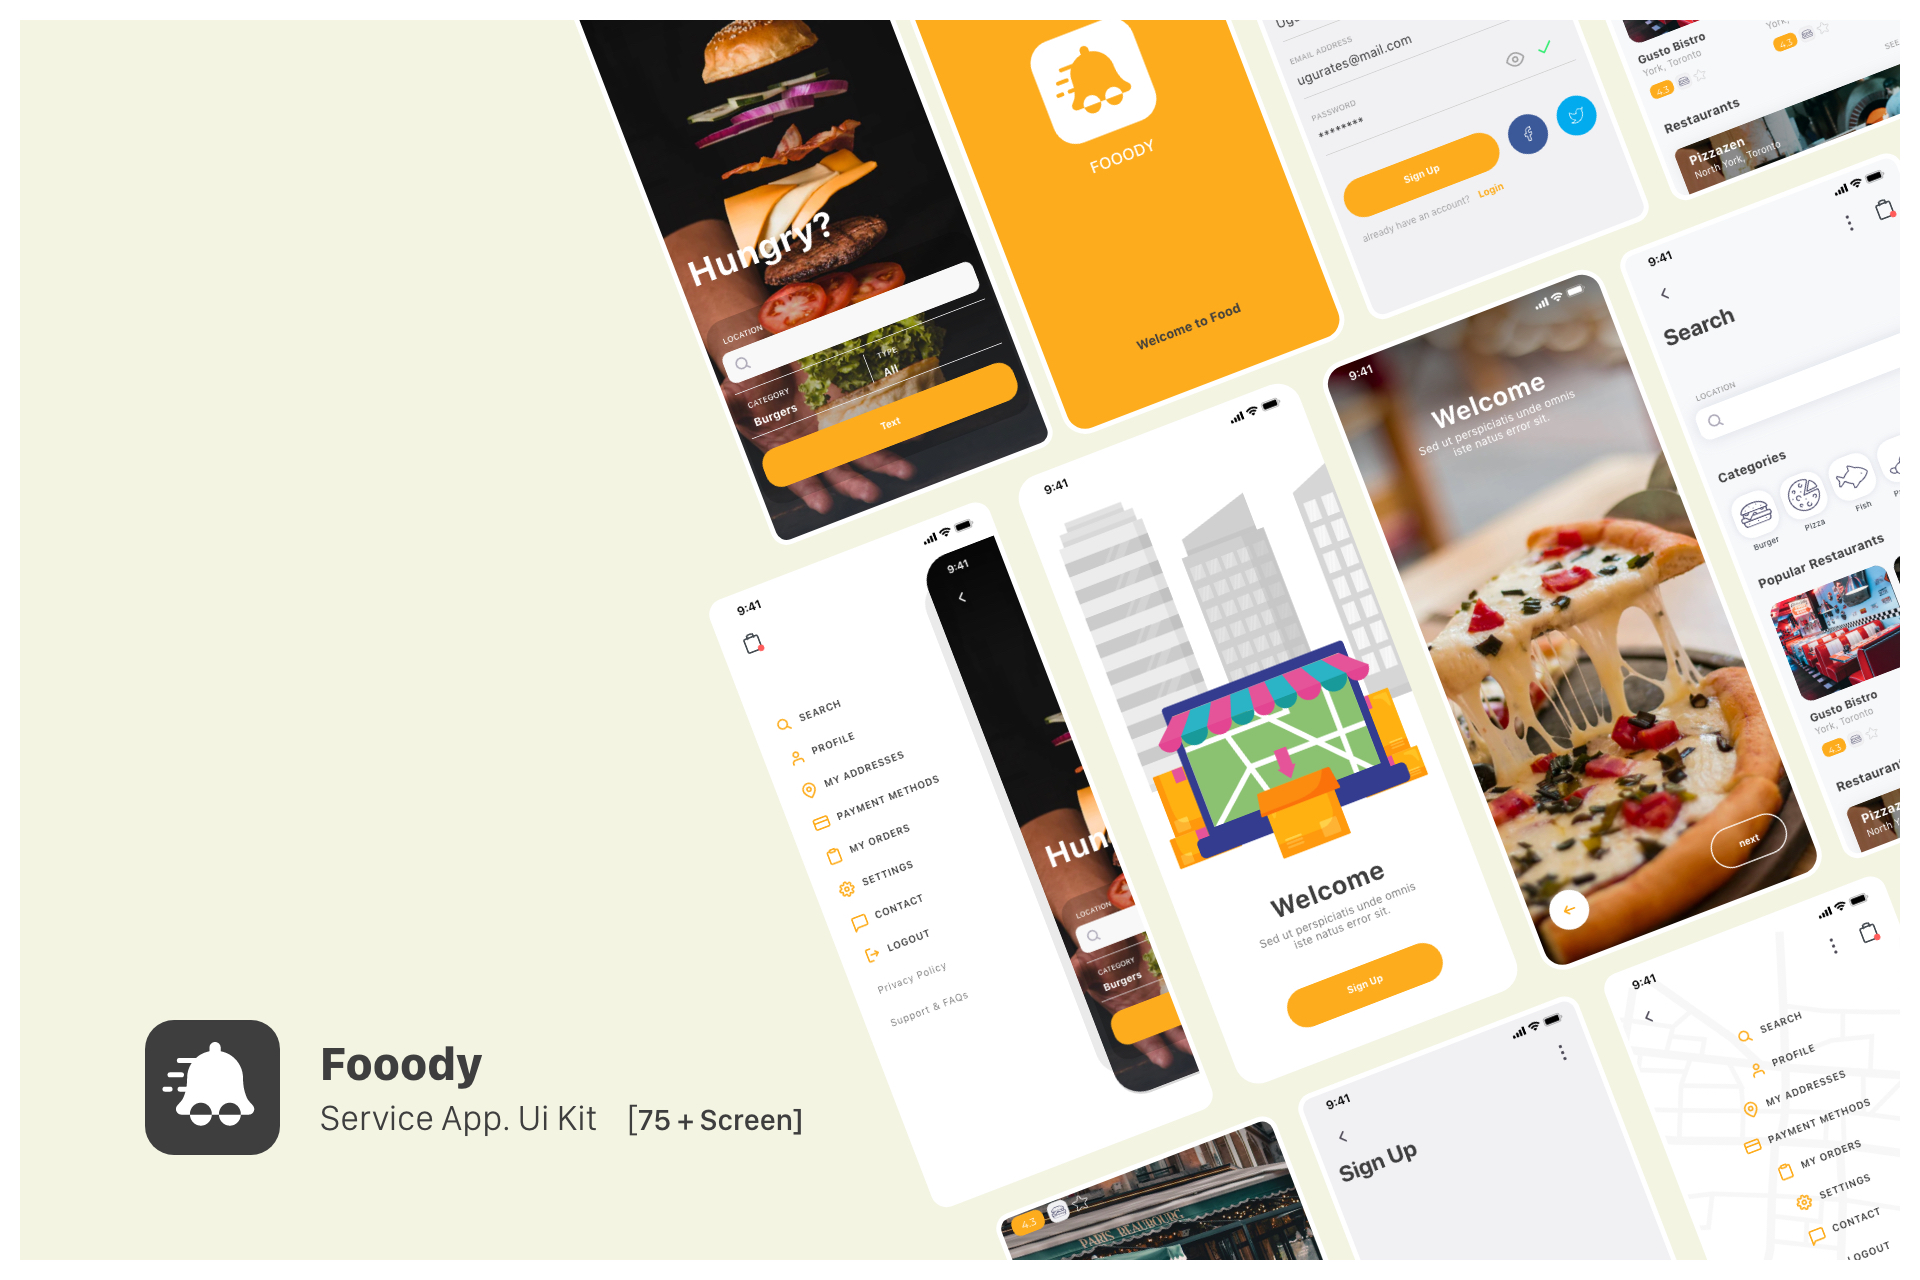 Hungry?
LOCATION
TYPE
All
CATEGORY
Burgers
Text
FOOODY
Welcome to Food
EMAIL ADDRESS
ugurates@mail.com
PASSWORD
********
Sign Up
already have an account? Login
Gusto Bistro
York, Toronto
4.3
4.3
SEE
Restaurants
Pizzazen
North York, Toronto
9:41
Search
LOCATION
Categories
Burger
Pizza
Fish
Popular Restaurants
Gusto Bistro
York, Toronto
4.3
Restaurant
Pizzaz
North Y
9:41
Welcome
Sed ut perspiciatis unde omnis
iste natus error sit.
next
9:41
Welcome
Sed ut perspiciatis unde omnis
iste natus error sit.
Sign Up
9:41
SEARCH
PROFILE
MY ADDRESSES
PAYMENT METHODS
MY ORDERS
SETTINGS
CONTACT
LOGOUT
Privacy Policy
Support & FAQs
9:41
Hun
LOCATION
CATEGORY
Burgers
4.3
PARIS BEAUBOURG
9:41
Sign Up
9:41
SEARCH
PROFILE
MY ADDRESSES
PAYMENT METHODS
MY ORDERS
SETTINGS
CONTACT
LOGOUT
Fooody
Service App. Ui Kit [75 + Screen]